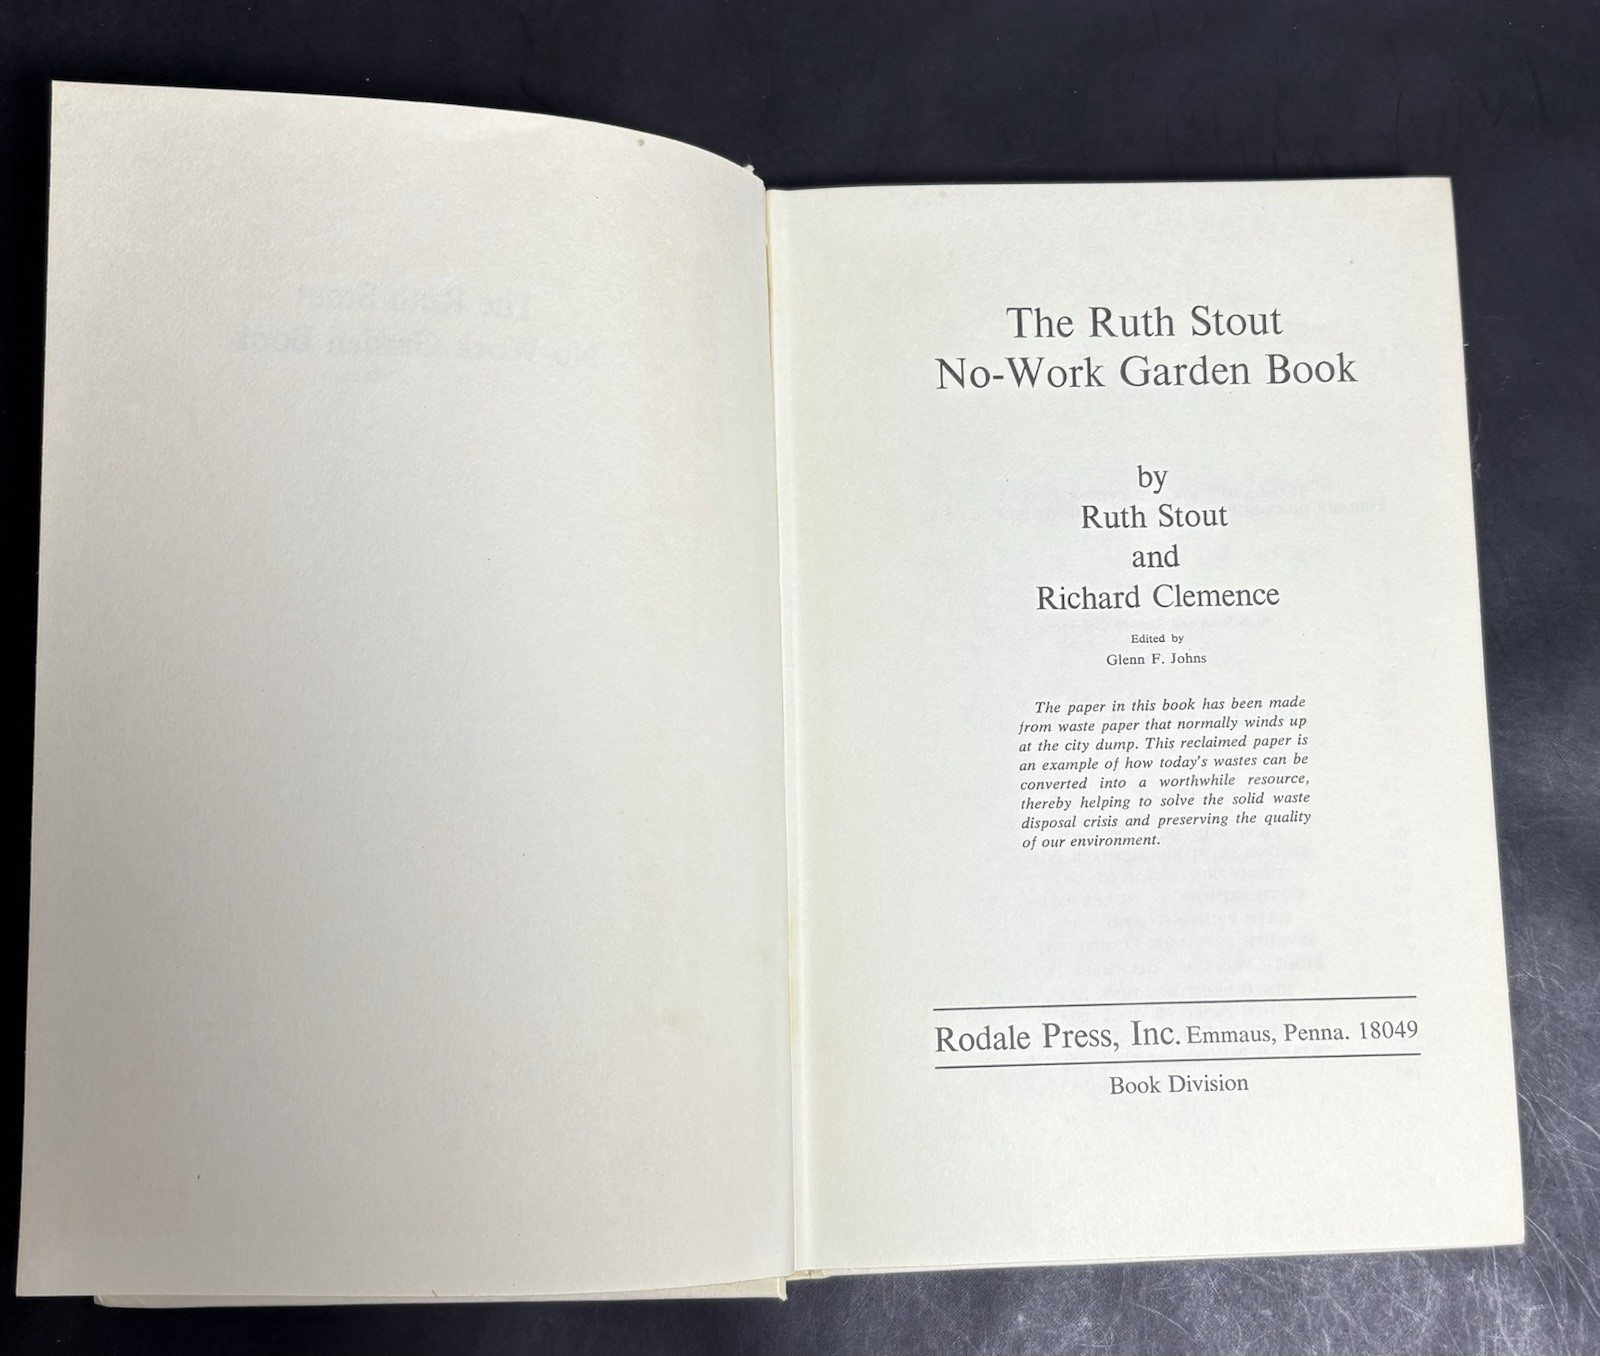 The Ruth Stout
No-Work Garden Book
by
Ruth Stout
and
Richard Clemence
Edited by
Glenn F. Johns
The paper in this book has been made
from waste paper that normally winds up
at the city dump. This reclaimed paper is
an example of how today's wastes can be
converted into a worthwhile resource,
thereby helping to solve the solid waste
disposal crisis and preserving the quality
of our environment.
Rodale Press, Inc. Emmaus, Penna. 18049
Book Division